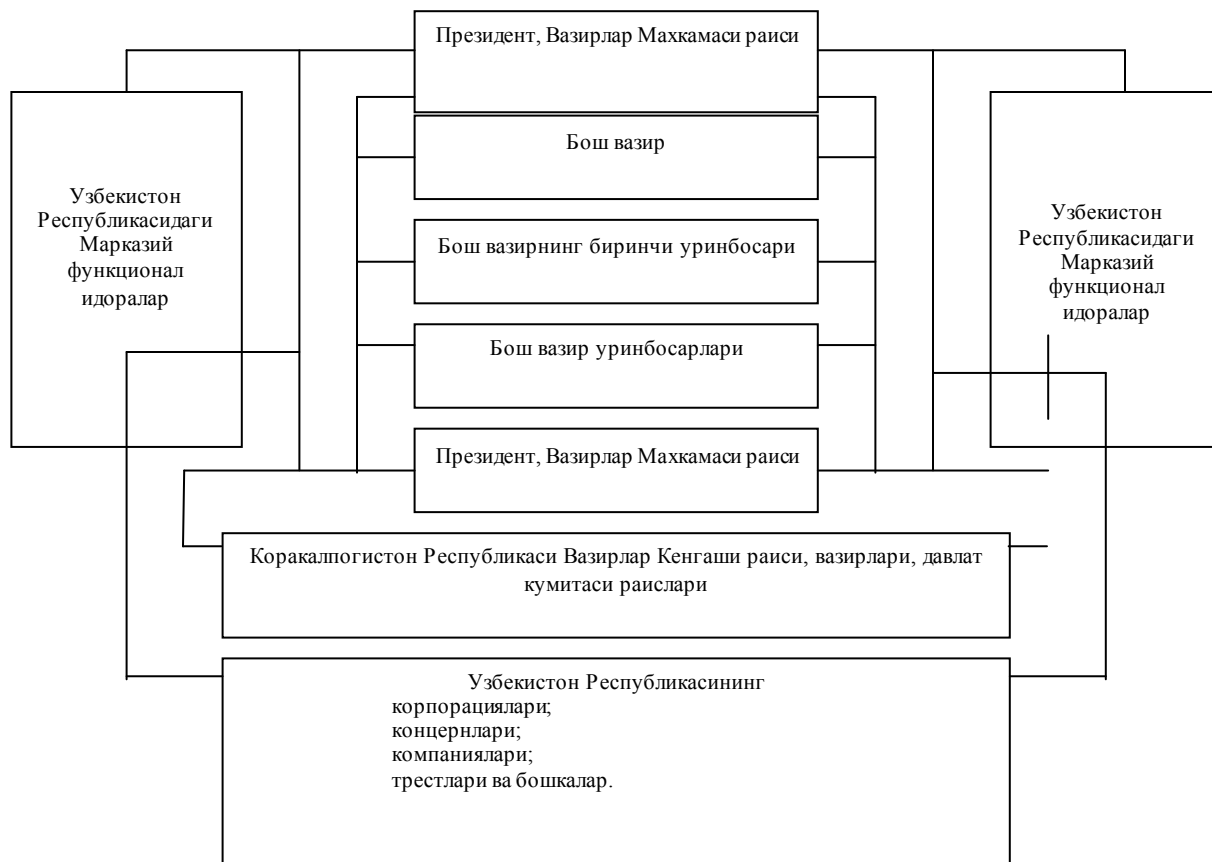 Президент, Вазирлар Махкамаси раиси
Бош вазир
Узбекистон
Республикасидаги
Марказий
функционал
идоралар
Узбекистон
Республикасидаги
Марказий
функционал
идоралар
Бош вазирнинг биринчи уринбосари
Бош вазир уринбосарлари
Президент, Вазирлар Махкамаси раиси
Коракалпогистон Республикаси Вазирлар Кенгаши раиси, вазирлари, давлат
кумитаси раислари
Узбекистон Республикасининг
корпорациялари;
концернлари;
компаниялари;
трестлари ва бошкалар.